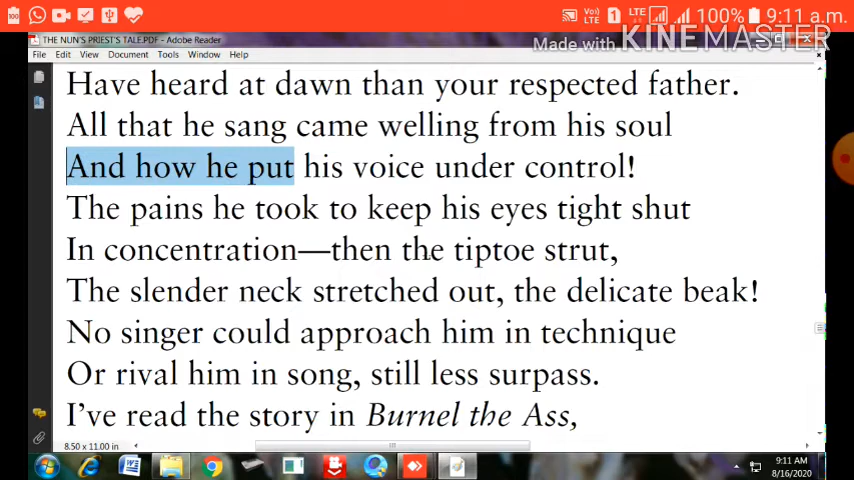 100% 9:11 a.m.
THE NUN'S PRIEST'S TALE.PDF - Adobe Reader
Made with KINEMASTER
File Edit View Document Tools Window Help
Have heard at dawn than your respected father.
All that he sang came welling from his soul
And how he put his voice under control!
The pains he took to keep his eyes tight shut
In concentration—then the tiptoe strut,
The slender neck stretched out, the delicate beak!
No singer could approach him in technique
Or rival him in song, still less surpass.
I've read the story in Burnel the Ass,
8.50 x 11.00 in
9:11 AM
8/16/2020